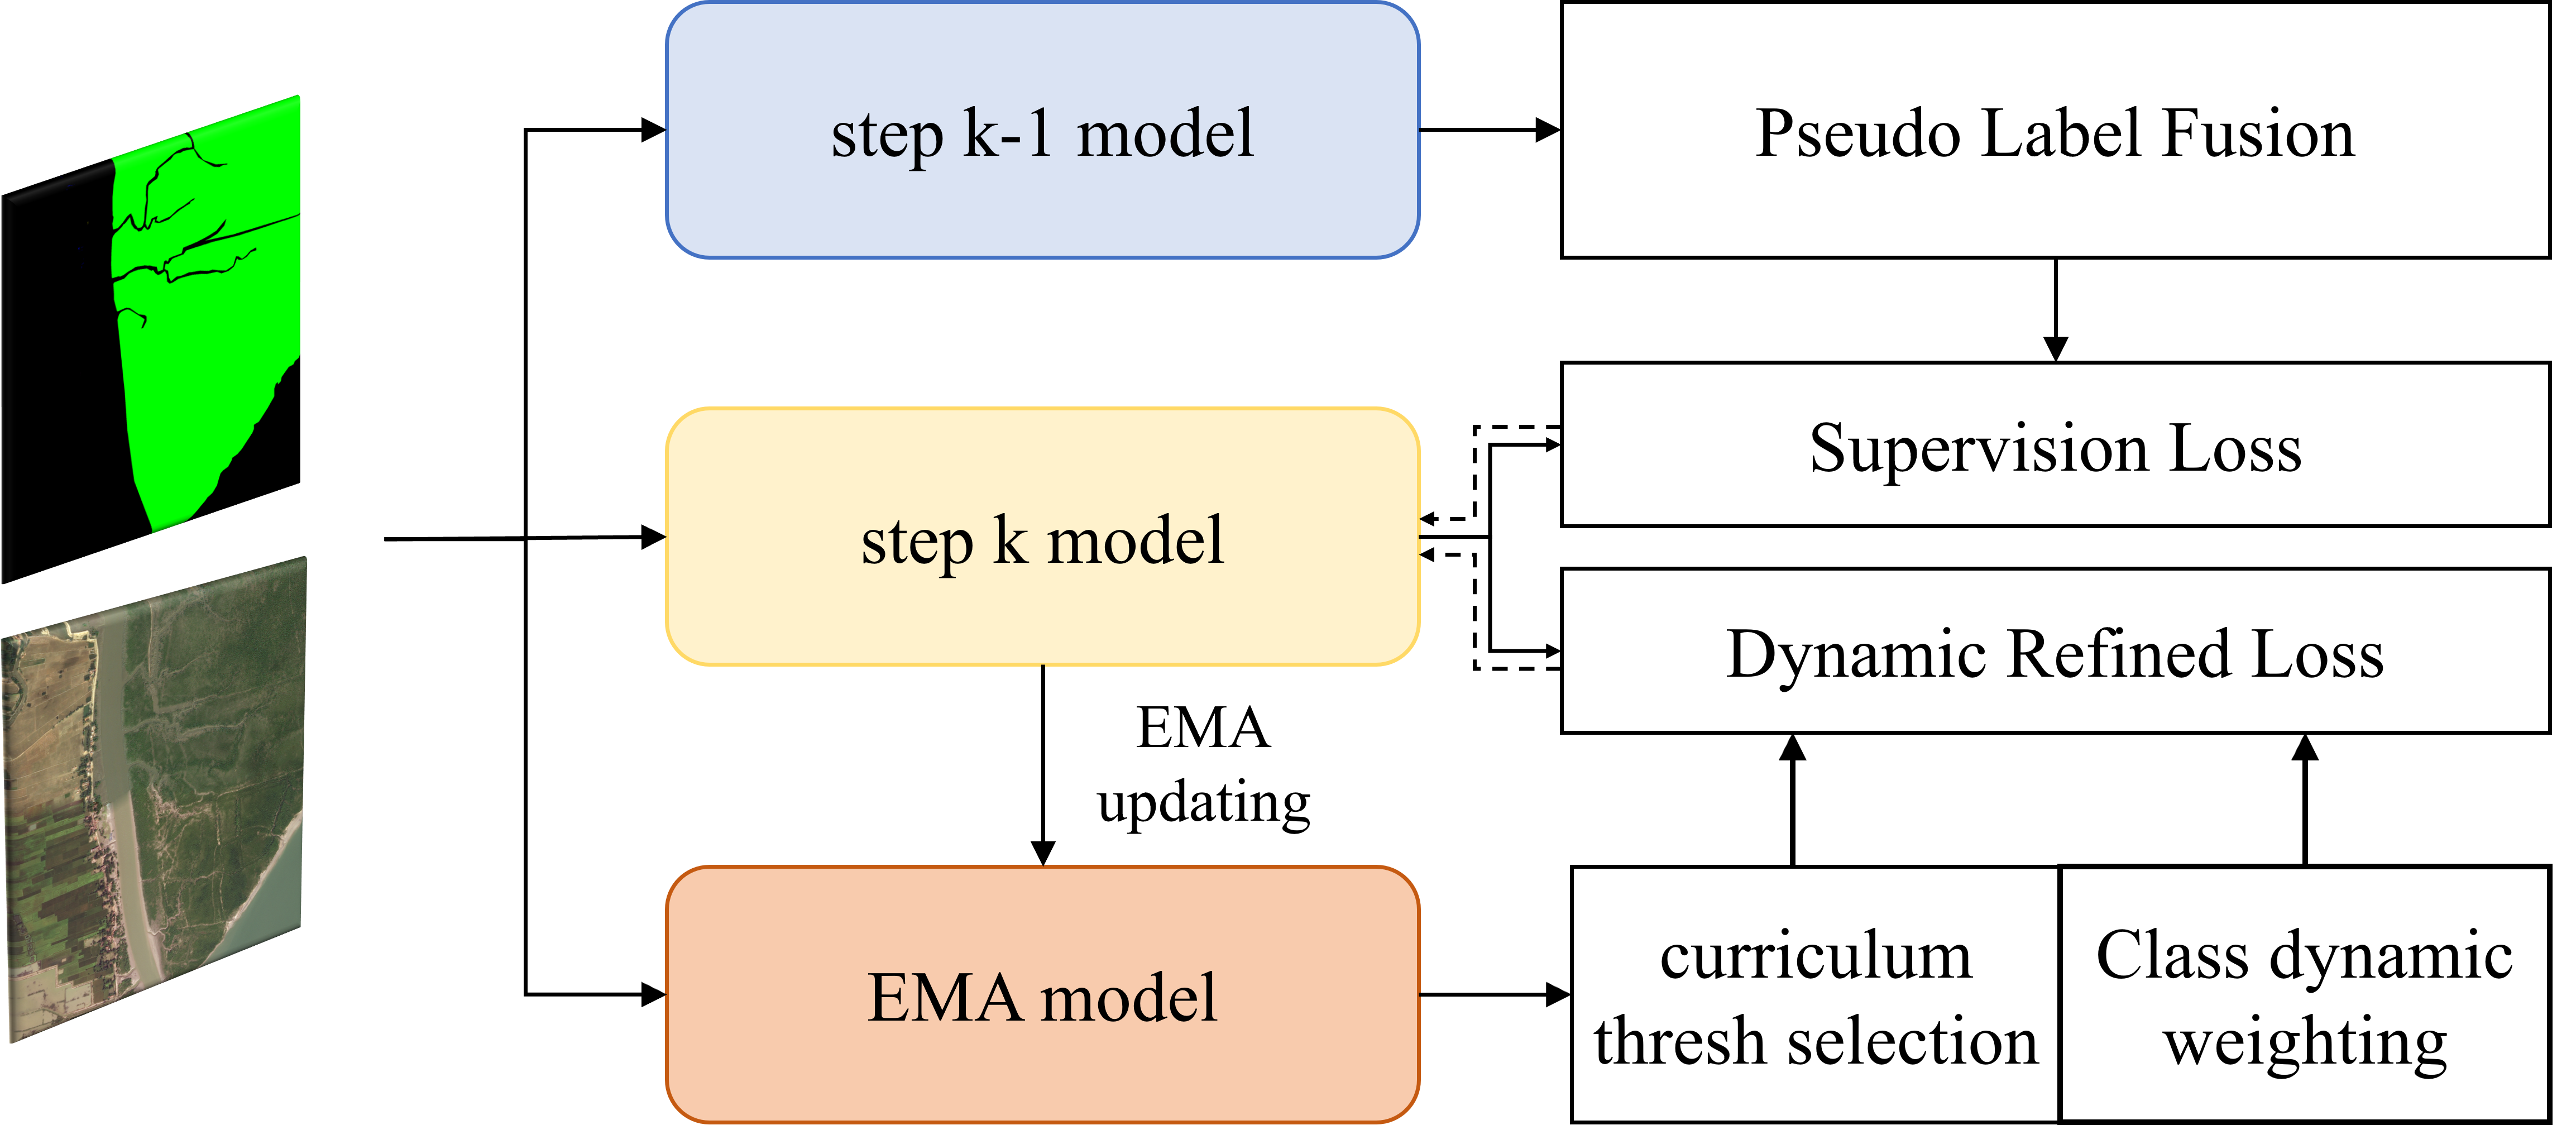 step k-1 model
Pseudo Label Fusion
step k model
Supervision Loss
Dynamic Refined Loss
EMA
updating
EMA model
curriculum
thresh selection
Class dynamic
weighting